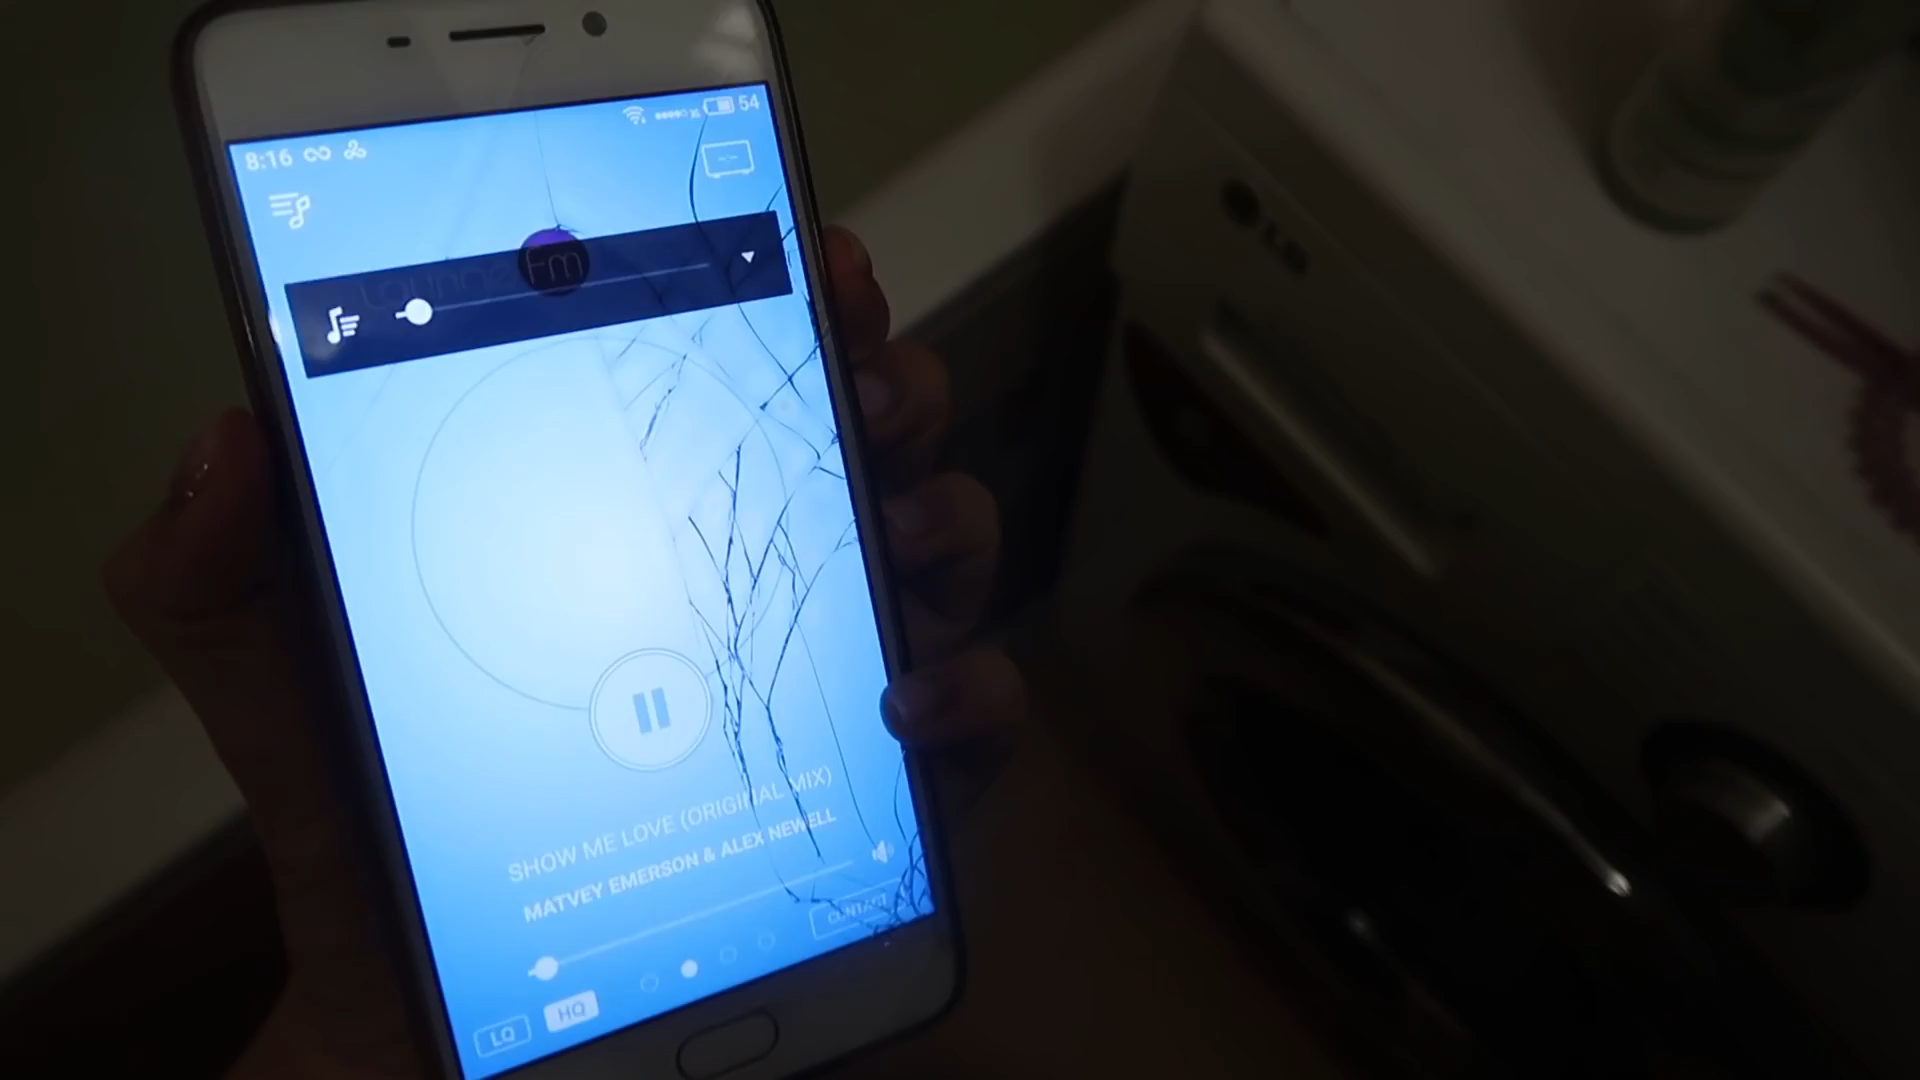 54
8:16
Lounge Fm
SHOW ME LOVE (ORIGINAL MIX)
MATVEY EMERSON & ALEX NEWELL
CONTACT
LQ
HQ
LG